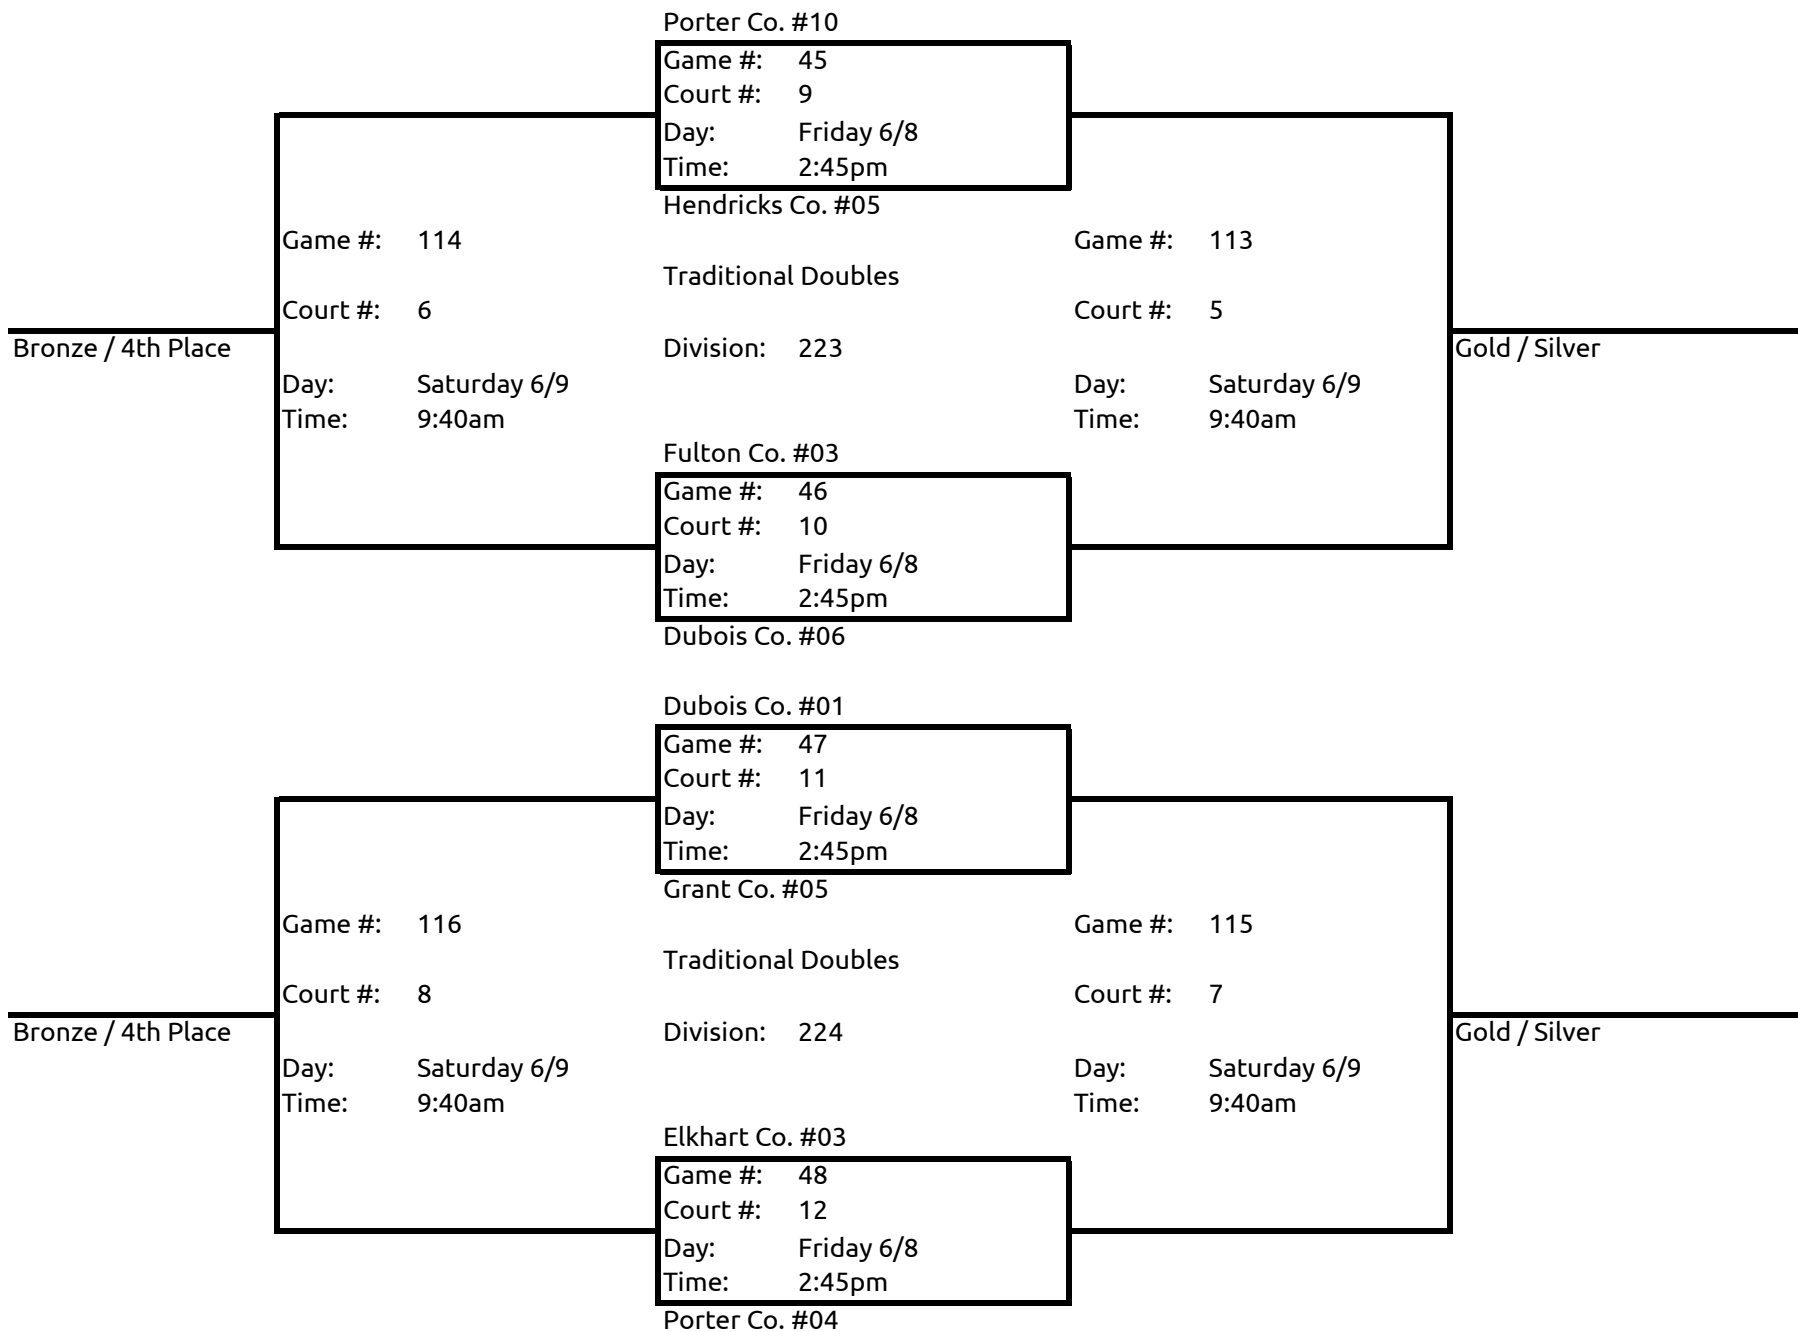 Porter Co. #10
Game #: 45
Court #: 9
Day: Friday 6/8
Time: 2:45pm
Hendricks Co. #05
Game #: 114
Court #: 6
Day: Saturday 6/9
Time: 9:40am
Bronze / 4th Place
Traditional Doubles
Division: 223
Game #: 113
Court #: 5
Day: Saturday 6/9
Time: 9:40am
Gold / Silver
Fulton Co. #03
Game #: 46
Court #: 10
Day: Friday 6/8
Time: 2:45pm
Dubois Co. #06
Dubois Co. #01
Game #: 47
Court #: 11
Day: Friday 6/8
Time: 2:45pm
Grant Co. #05
Game #: 116
Court #: 8
Day: Saturday 6/9
Time: 9:40am
Bronze / 4th Place
Traditional Doubles
Division: 224
Game #: 115
Court #: 7
Day: Saturday 6/9
Time: 9:40am
Gold / Silver
Elkhart Co. #03
Game #: 48
Court #: 12
Day: Friday 6/8
Time: 2:45pm
Porter Co. #04